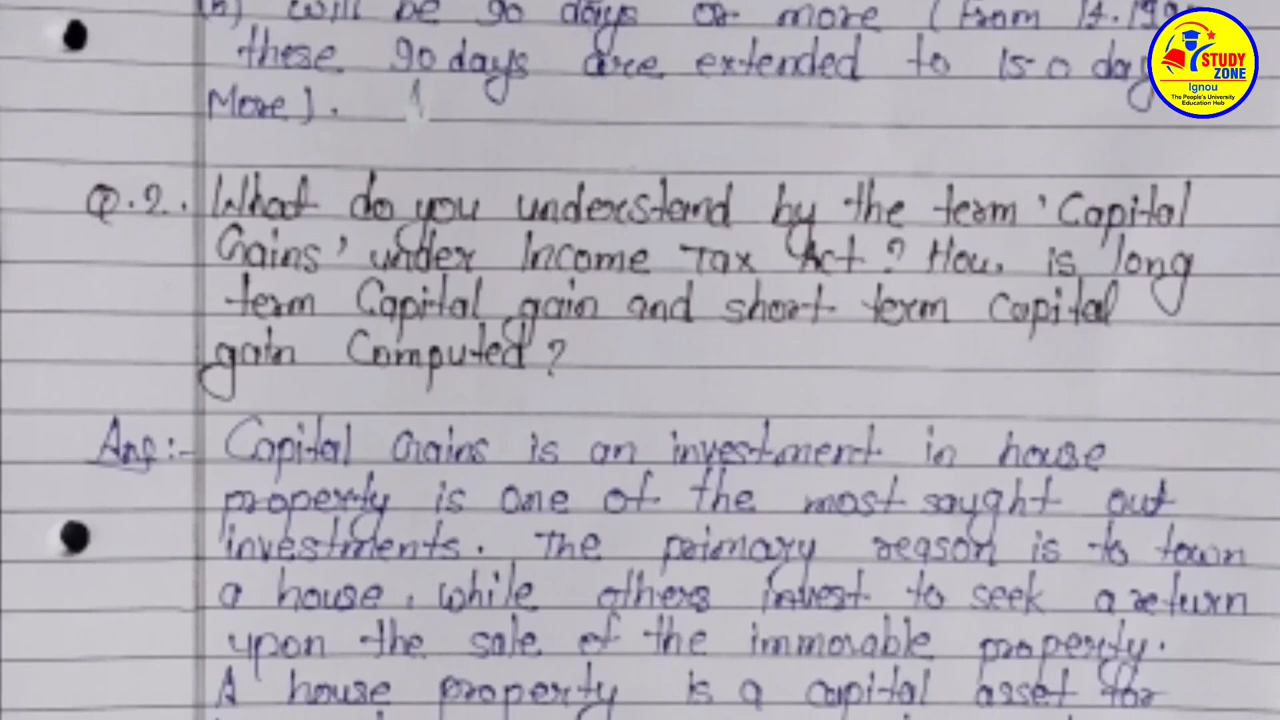 will be 90 days or more (From 1.4.199
these 90 days are extended to 150 day
More).
STUDY
ZONE
Ignou
The People's University
Education Hub
Q.2. What do you understand by the term 'Capital
Gains' under Income Tax Act? How is long
term Capital gain and short term capital
gain Computed?
Ans:- Capital Gains is an investment in house
property is one of the most sought out
investments. The primary reason is to town
a house, while others invest to seek a return
upon the sale of the immovable property.
A house property is a capital asset for